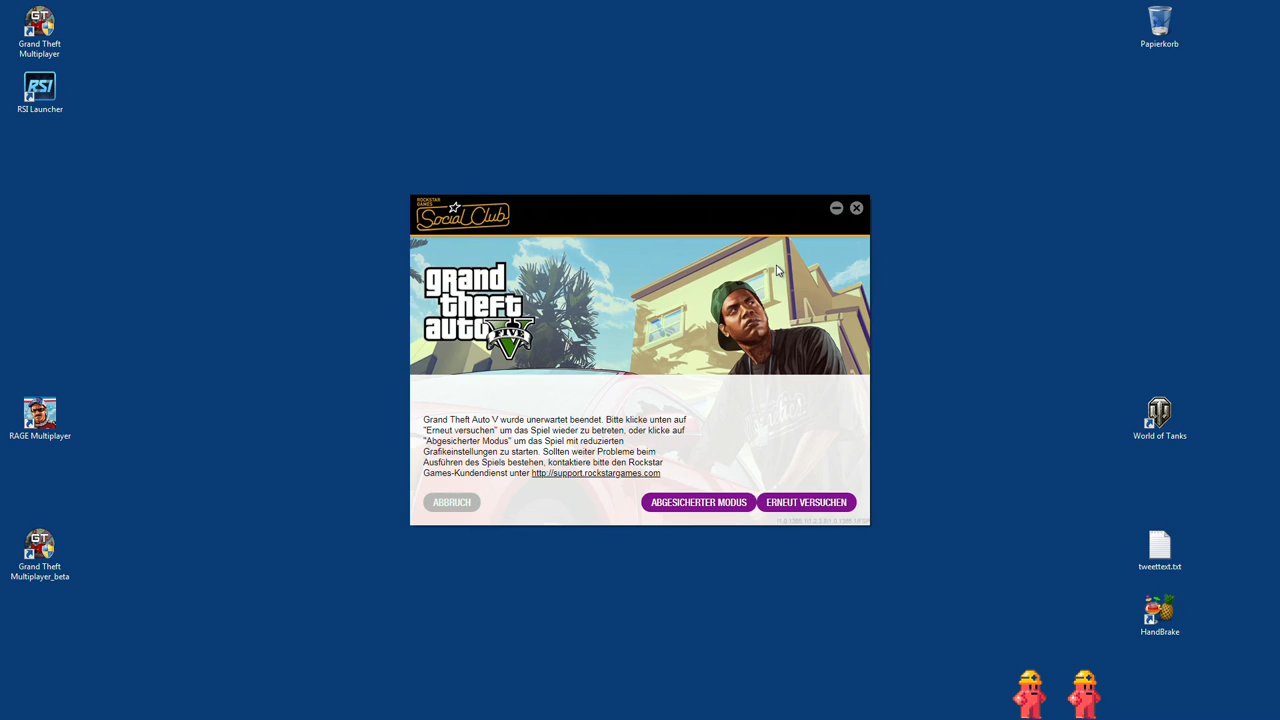 GT
Grand Theft
Multiplayer
RSI
RSI Launcher
Papierkorb
ROCKSTAR
GAMES
Social Club
grand
theft
auto V
FIVE
Grand Theft Auto V wurde unerwartet beendet. Bitte klicke unten auf
"Erneut versuchen" um das Spiel wieder zu betreten, oder klicke auf
"Abgesicherter Modus" um das Spiel mit reduzierten
Grafikeinstellungen zu starten. Sollten weiter Probleme beim
Ausführen des Spiels bestehen, kontaktiere bitte den Rockstar
Games-Kundendienst unter http://support.rockstargames.com
ABBRUCH
ABGESICHERTER MODUS
ERNEUT VERSUCHEN
RAGE Multiplayer
World of Tanks
GT
Grand Theft
Multiplayer_beta
tweettext.txt
HandBrake